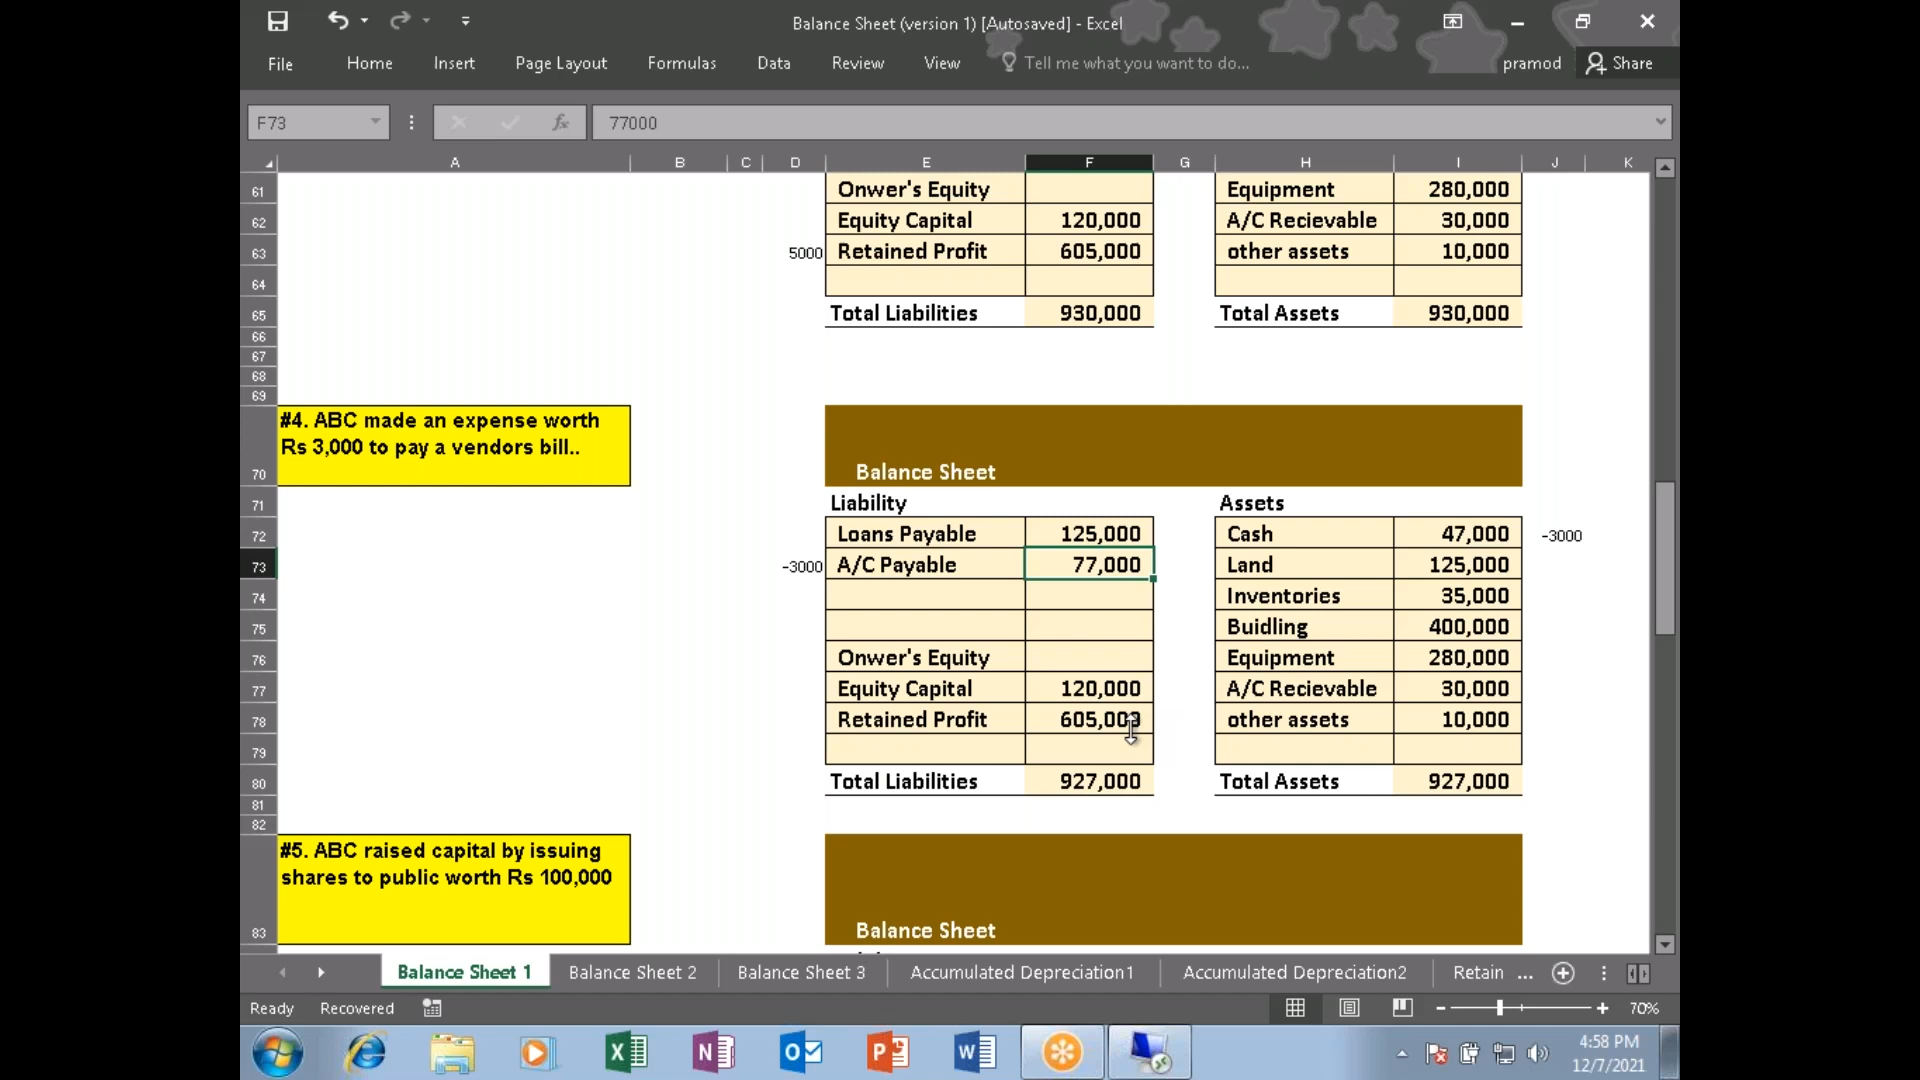 Balance Sheet (version 1) [Autosaved] - Excel
File Home Insert Page Layout Formulas Data Review View Tell me what you want to do... pramod Share
F73 fx 77000
A B C D E F G H I J K
61 Onwer's Equity Equipment 280,000
62 Equity Capital 120,000 A/C Recievable 30,000
63 5000 Retained Profit 605,000 other assets 10,000
64
65 Total Liabilities 930,000 Total Assets 930,000
66
67
68
69
#4. ABC made an expense worth
Rs 3,000 to pay a vendors bill..
70 Balance Sheet
71 Liability Assets
72 Loans Payable 125,000 Cash 47,000 -3000
73 -3000 A/C Payable 77,000 Land 125,000
74 Inventories 35,000
75 Buidling 400,000
76 Onwer's Equity Equipment 280,000
77 Equity Capital 120,000 A/C Recievable 30,000
78 Retained Profit 605,000 other assets 10,000
79
80 Total Liabilities 927,000 Total Assets 927,000
81
82
#5. ABC raised capital by issuing
shares to public worth Rs 100,000
83 Balance Sheet
Balance Sheet 1 Balance Sheet 2 Balance Sheet 3 Accumulated Depreciation1 Accumulated Depreciation2 Retain ...
Ready Recovered 70%
4:58 PM
12/7/2021